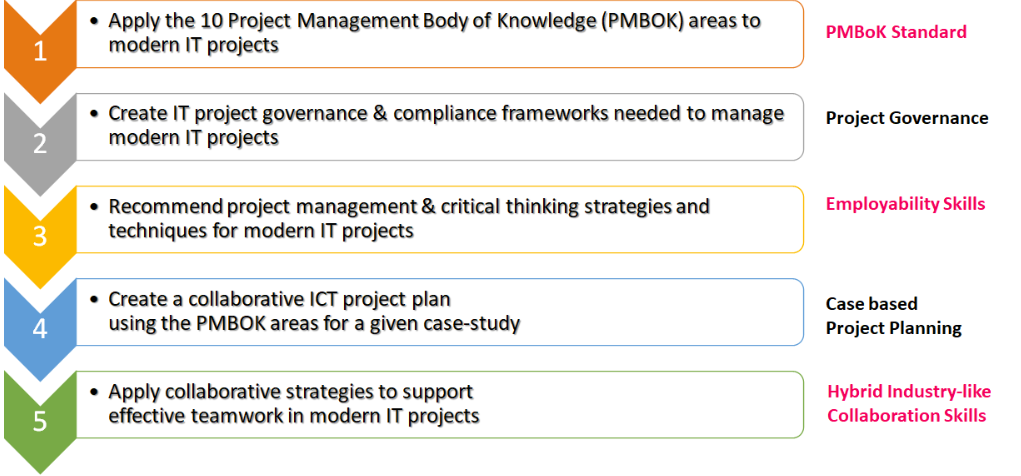 1
• Apply the 10 Project Management Body of Knowledge (PMBOK) areas to
modern IT projects
PMBoK Standard
2
• Create IT project governance & compliance frameworks needed to manage
modern IT projects
Project Governance
3
• Recommend project management & critical thinking strategies and
techniques for modern IT projects
Employability Skills
4
• Create a collaborative ICT project plan
using the PMBOK areas for a given case-study
Case based
Project Planning
5
• Apply collaborative strategies to support
effective teamwork in modern IT projects
Hybrid Industry-like
Collaboration Skills